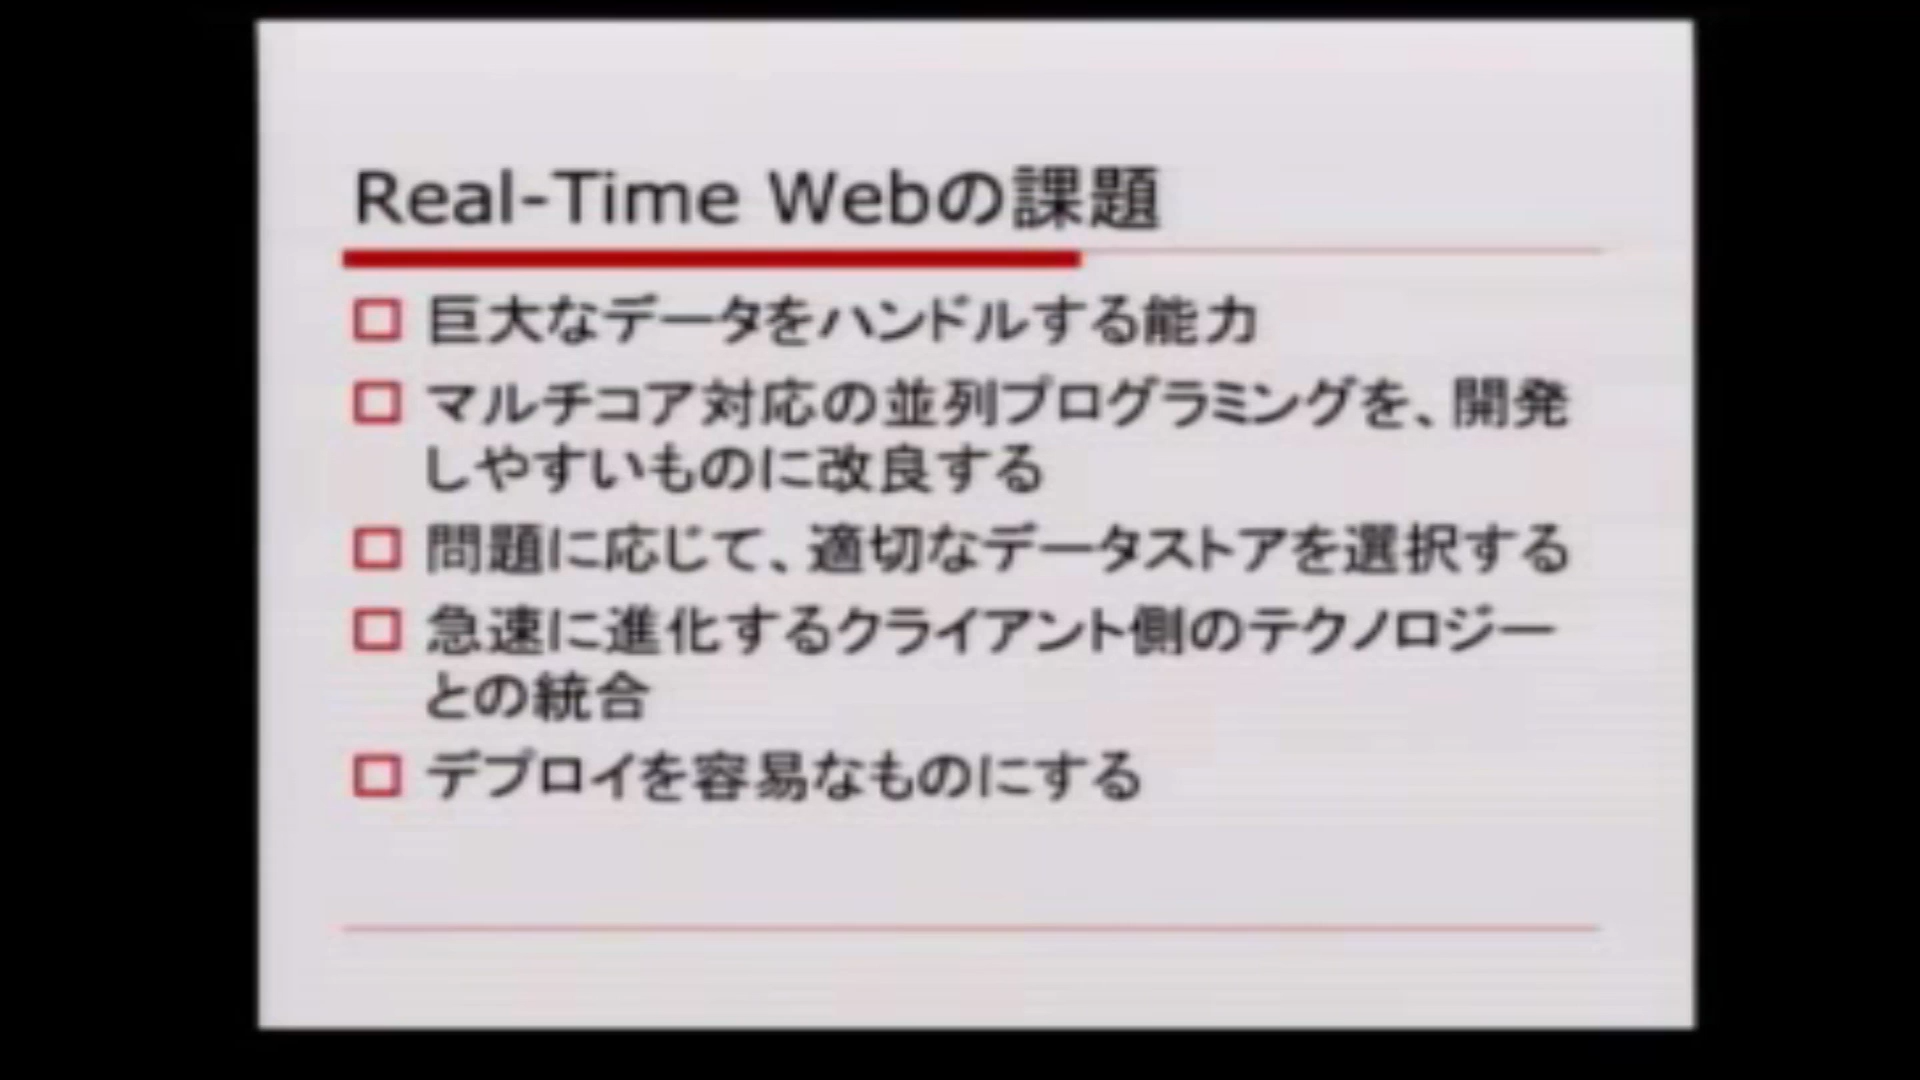 Real-Time Webの課題
巨大なデータをハンドルする能力
マルチコア対応の並列プログラミングを、開発
しやすいものに改良する
問題に応じて、適切なデータストアを選択する
急速に進化するクライアント側のテクノロジー
との統合
デプロイを容易なものにする